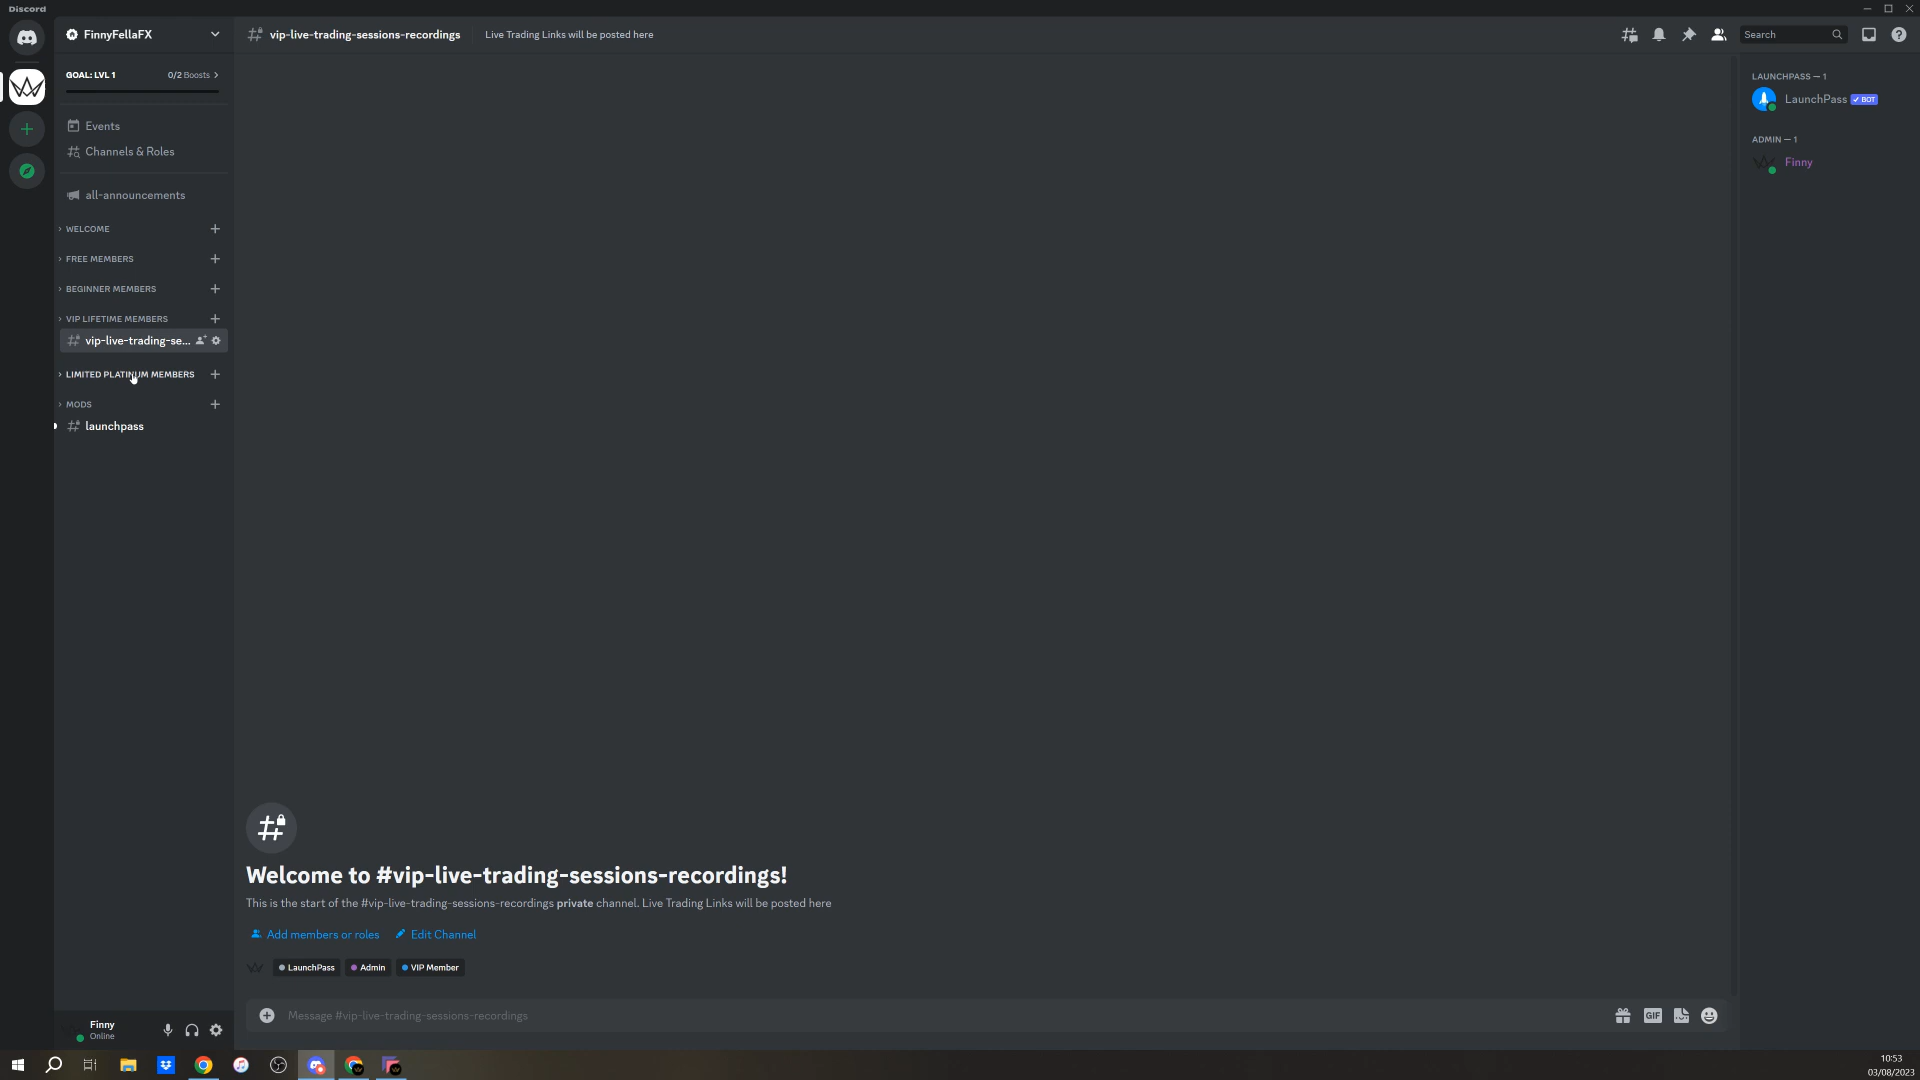 Discord
FinnyFellaFX
vip-live-trading-sessions-recordings
Live Trading Links will be posted here
Search
GOAL: LVL 1
0/2 Boosts
Events
Channels & Roles
all-announcements
WELCOME
FREE MEMBERS
BEGINNER MEMBERS
VIP LIFETIME MEMBERS
vip-live-trading-se...
LIMITED PLATINUM MEMBERS
MODS
launchpass
LAUNCHPASS — 1
LaunchPass BOT
ADMIN — 1
Finny
Welcome to #vip-live-trading-sessions-recordings!
This is the start of the #vip-live-trading-sessions-recordings private channel. Live Trading Links will be posted here
Add members or roles
Edit Channel
LaunchPass
Admin
VIP Member
Message #vip-live-trading-sessions-recordings
GIF
Finny
Online
10:53
03/08/2023